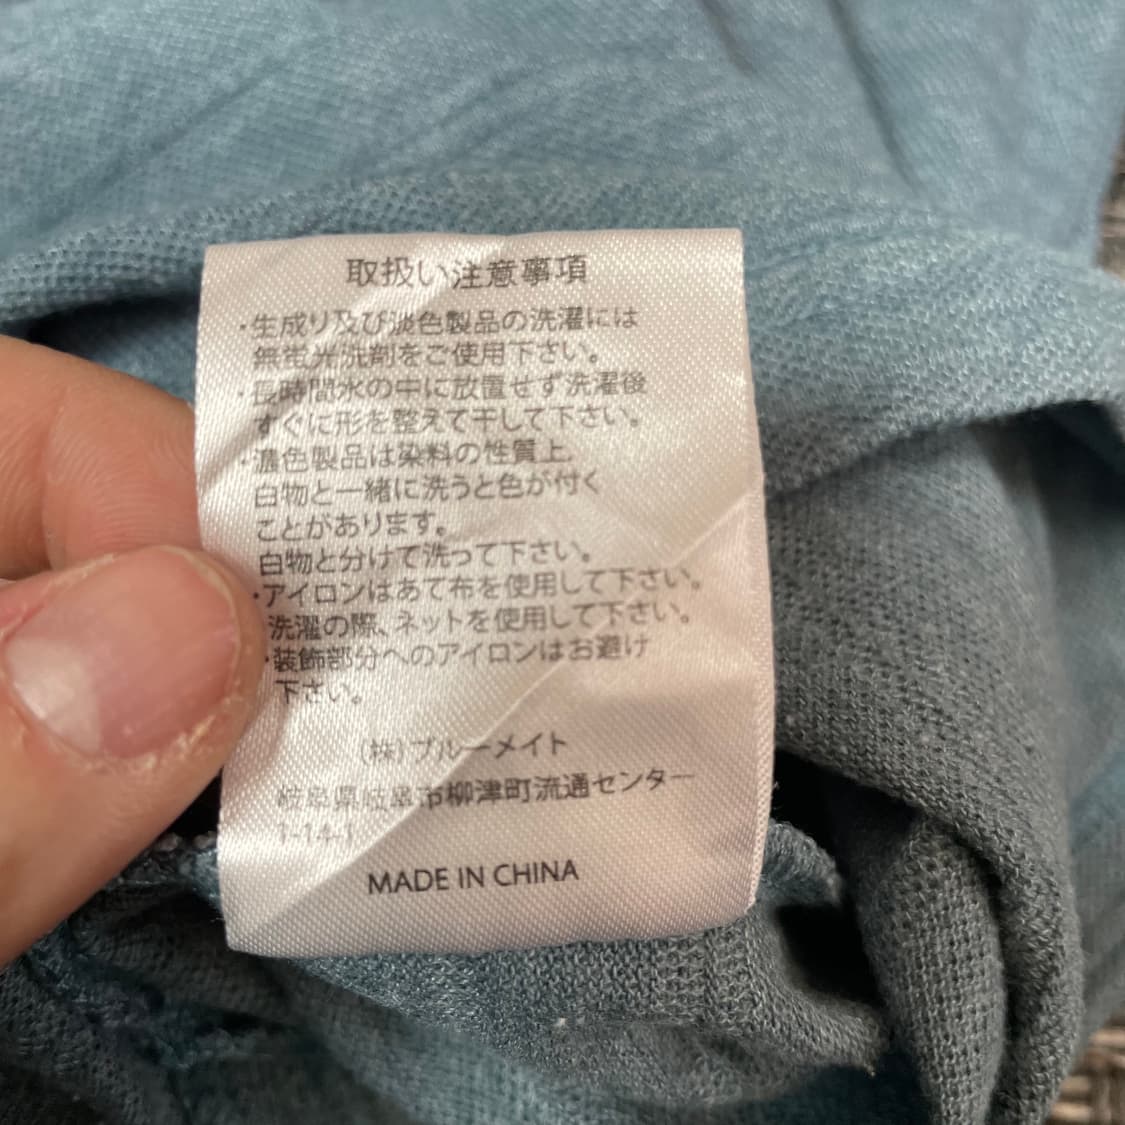 取扱い注意事項
・生成り及び淡色製品の洗濯には
無蛍光洗剤をご使用下さい。
・長時間水の中に放置せず洗濯後
すぐに形を整えて干して下さい。
・濃色製品は染料の性質上、
白物と一緒に洗うと色が付く
ことがあります。
白物と分けて洗って下さい。
・アイロンはあて布を使用して下さい。
・洗濯の際、ネットを使用して下さい。
・装飾部分へのアイロンはお避け
下さい。
(株)ブルーメイト
岐阜県岐阜市柳津町流通センター
1-14-1
MADE IN CHINA